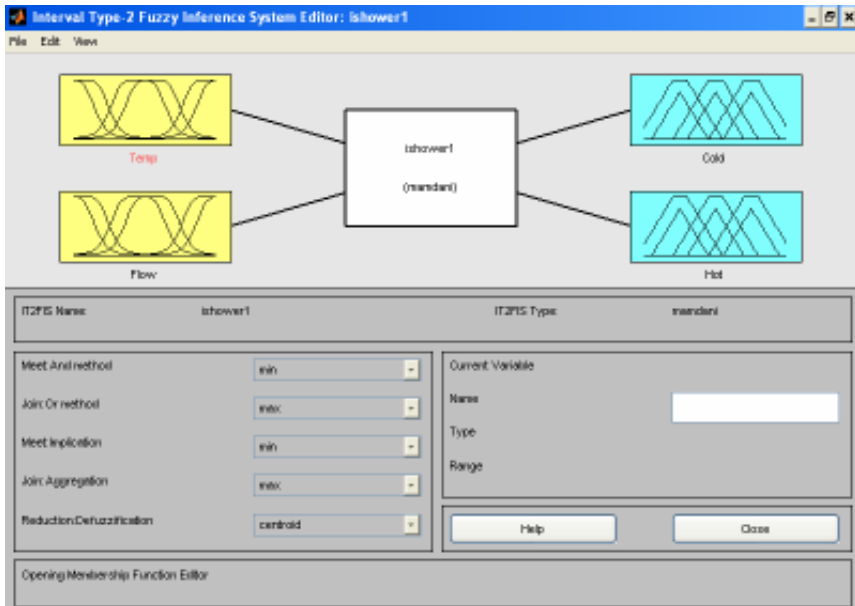 Interval Type-2 Fuzzy Inference System Editor: ishower1
File Edit View
Temp
Flow
ishower1
(mamdani)
Cold
Hot
IT2FIS Name: ishower1 IT2FIS Type: mamdani
Meet:And method min
Join:Or method max
Meet:Implication min
Join:Aggregation max
Reduction:Defuzzification centroid
Current Variable
Name
Type
Range
Help Close
Opening Membership Function Editor